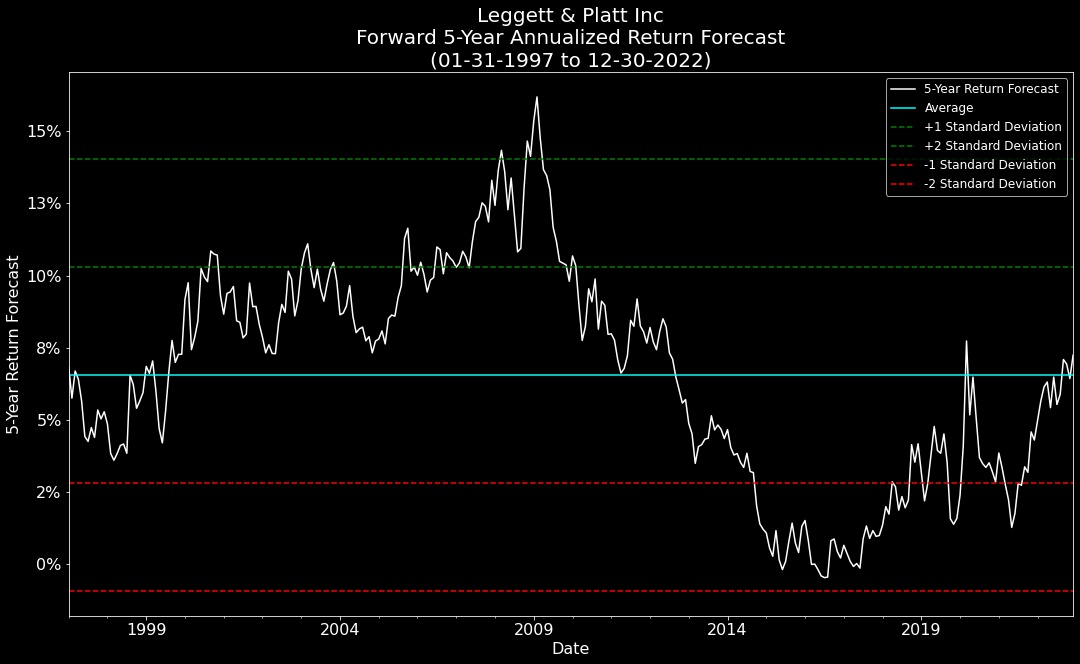 Leggett & Platt Inc
Forward 5-Year Annualized Return Forecast
(01-31-1997 to 12-30-2022)
5-Year Return Forecast
Average
+1 Standard Deviation
+2 Standard Deviation
-1 Standard Deviation
-2 Standard Deviation
5-Year Return Forecast
15%
13%
10%
8%
5%
2%
0%
1999 2004 2009 2014 2019
Date